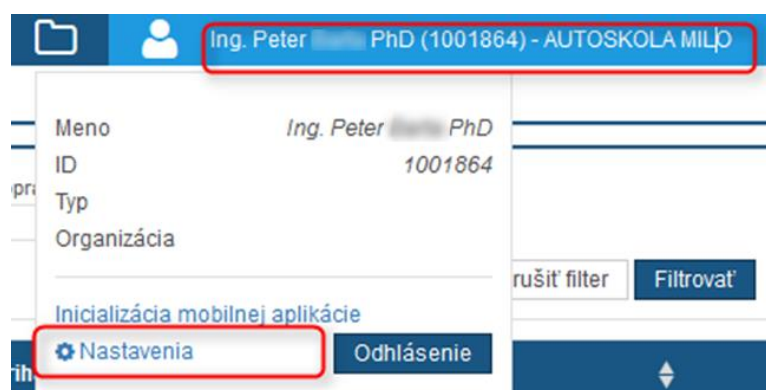 Ing. Peter PhD (1001864) - AUTOSKOLA MILO
Meno Ing. Peter PhD
ID 1001864
Typ
Organizácia
rušiť filter Filtrovať
Inicializácia mobilnej aplikácie
Nastavenia Odhlásenie